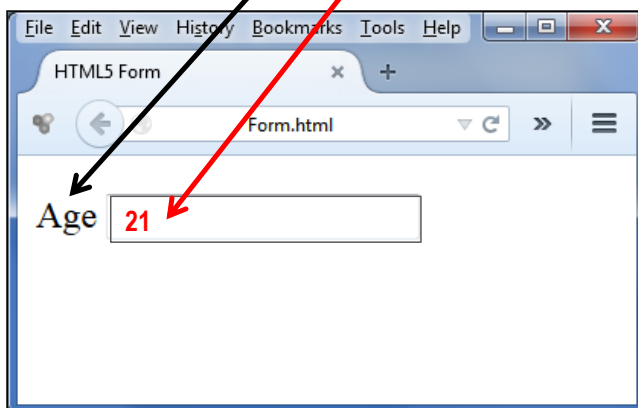 File Edit View History Bookmarks Tools Help
HTML5 Form
Form.html
Age 21